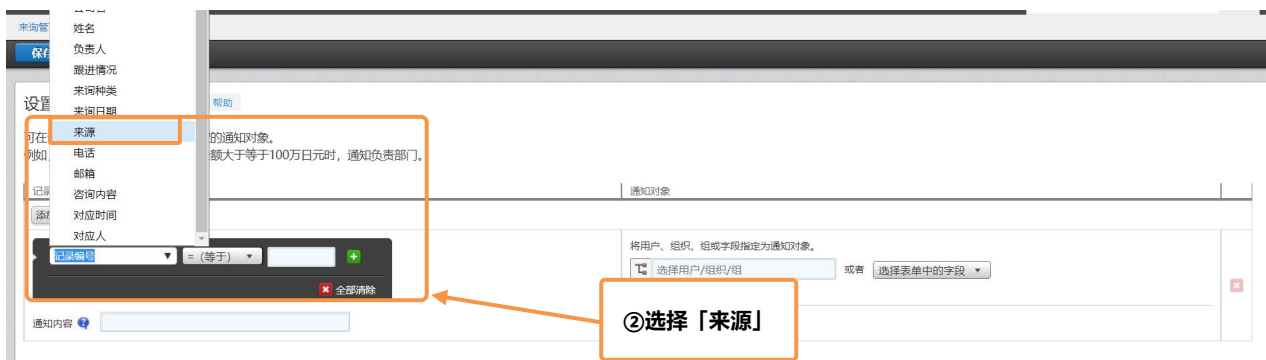 来询管
姓名
保存
负责人
跟进情况
来询种类
设置
帮助
来询日期
来源
可在
的通知对象。
电话
例如,
额大于等于100万日元时，通知负责部门。
邮箱
记录
咨询内容
通知对象
添加
对应时间
对应人
记录编号
= (等于)
将用户、组织、组或字段指定为通知对象。
选择用户/组织/组
或者
选择表单中的字段
全部清除
通知内容
②选择「来源」